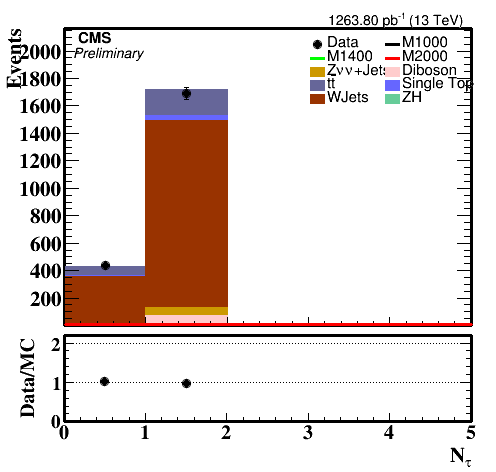 1263.80 pb⁻¹ (13 TeV)
CMS
Preliminary
Data
M1000
M1400
M2000
Zνν+Jets
Diboson
tt
Single Top
WJets
ZH
Events
2000
1800
1600
1400
1200
1000
800
600
400
200
Data/MC
2
1
0
0 1 2 3 4 5
Nτ